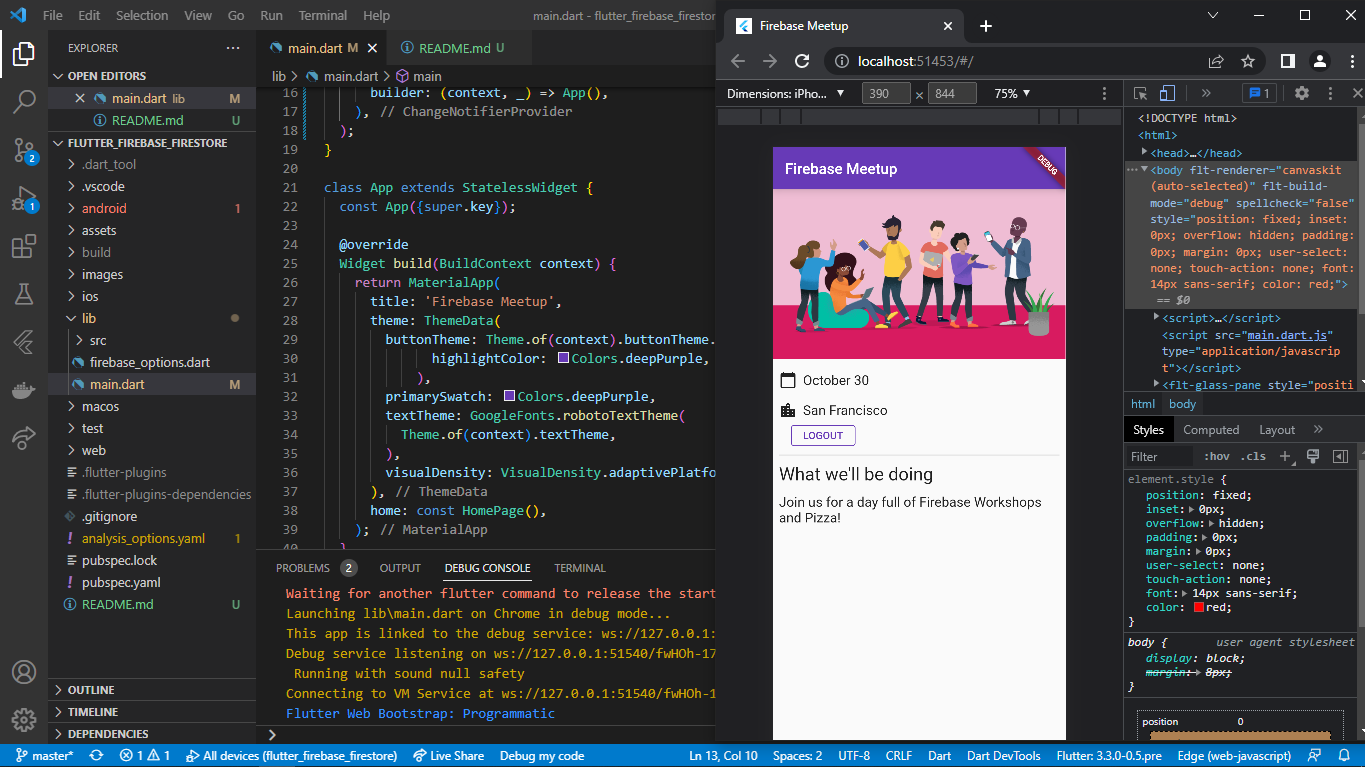 File Edit Selection View Go Run Terminal Help
main.dart - flutter_firebase_firestor
EXPLORER
OPEN EDITORS
main.dart lib M
README.md U
FLUTTER_FIREBASE_FIRESTORE
.dart_tool
.vscode
android 1
assets
build
images
ios
lib
src
firebase_options.dart
main.dart M
macos
test
web
.flutter-plugins
.flutter-plugins-dependencies
.gitignore
analysis_options.yaml 1
pubspec.lock
pubspec.yaml
README.md U
OUTLINE
TIMELINE
DEPENDENCIES
2
1
main.dart M
README.md U
lib > main.dart > main
16 builder: (context, _) => App(),
17 ), // ChangeNotifierProvider
18 );
19 }
20
21 class App extends StatelessWidget {
22 const App({super.key});
23
24 @override
25 Widget build(BuildContext context) {
26 return MaterialApp(
27 title: 'Firebase Meetup',
28 theme: ThemeData(
29 buttonTheme: Theme.of(context).buttonTheme.
30 highlightColor: Colors.deepPurple,
31 ),
32 primarySwatch: Colors.deepPurple,
33 textTheme: GoogleFonts.robotoTextTheme(
34 Theme.of(context).textTheme,
35 ),
36 visualDensity: VisualDensity.adaptivePlatfo
37 ), // ThemeData
38 home: const HomePage(),
39 ); // MaterialApp
40 }
PROBLEMS 2 OUTPUT DEBUG CONSOLE TERMINAL
Waiting for another flutter command to release the start
Launching lib\main.dart on Chrome in debug mode...
This app is linked to the debug service: ws://127.0.0.1:
Debug service listening on ws://127.0.0.1:51540/fwHOh-17
Running with sound null safety
Connecting to VM Service at ws://127.0.0.1:51540/fwHOh-1
Flutter Web Bootstrap: Programmatic
Firebase Meetup
localhost:51453/#/
Dimensions: iPho... 390 × 844 75%
Firebase Meetup
DEBUG
October 30
San Francisco
LOGOUT
What we'll be doing
Join us for a day full of Firebase Workshops
and Pizza!
1
<!DOCTYPE html>
<html>
<head>…</head>
<body flt-renderer="canvaskit
(auto-selected)" flt-build-
mode="debug" spellcheck="false"
style="position: fixed; inset:
0px; overflow: hidden; padding:
0px; margin: 0px; user-select:
none; touch-action: none; font:
14px sans-serif; color: red;">
== $0
<script>…</script>
<script src="main.dart.js"
type="application/javascrip
t"></script>
<flt-glass-pane style="positi
html body
Styles Computed Layout
Filter :hov .cls
element.style {
position: fixed;
inset: 0px;
overflow: hidden;
padding: 0px;
margin: 0px;
user-select: none;
touch-action: none;
font: 14px sans-serif;
color: red;
}
body { user agent stylesheet
display: block;
margin: 8px;
}
position 0
master* 1 1 All devices (flutter_firebase_firestore) Live Share Debug my code Ln 13, Col 10 Spaces: 2 UTF-8 CRLF Dart Dart DevTools Flutter: 3.3.0-0.5.pre Edge (web-javascript)